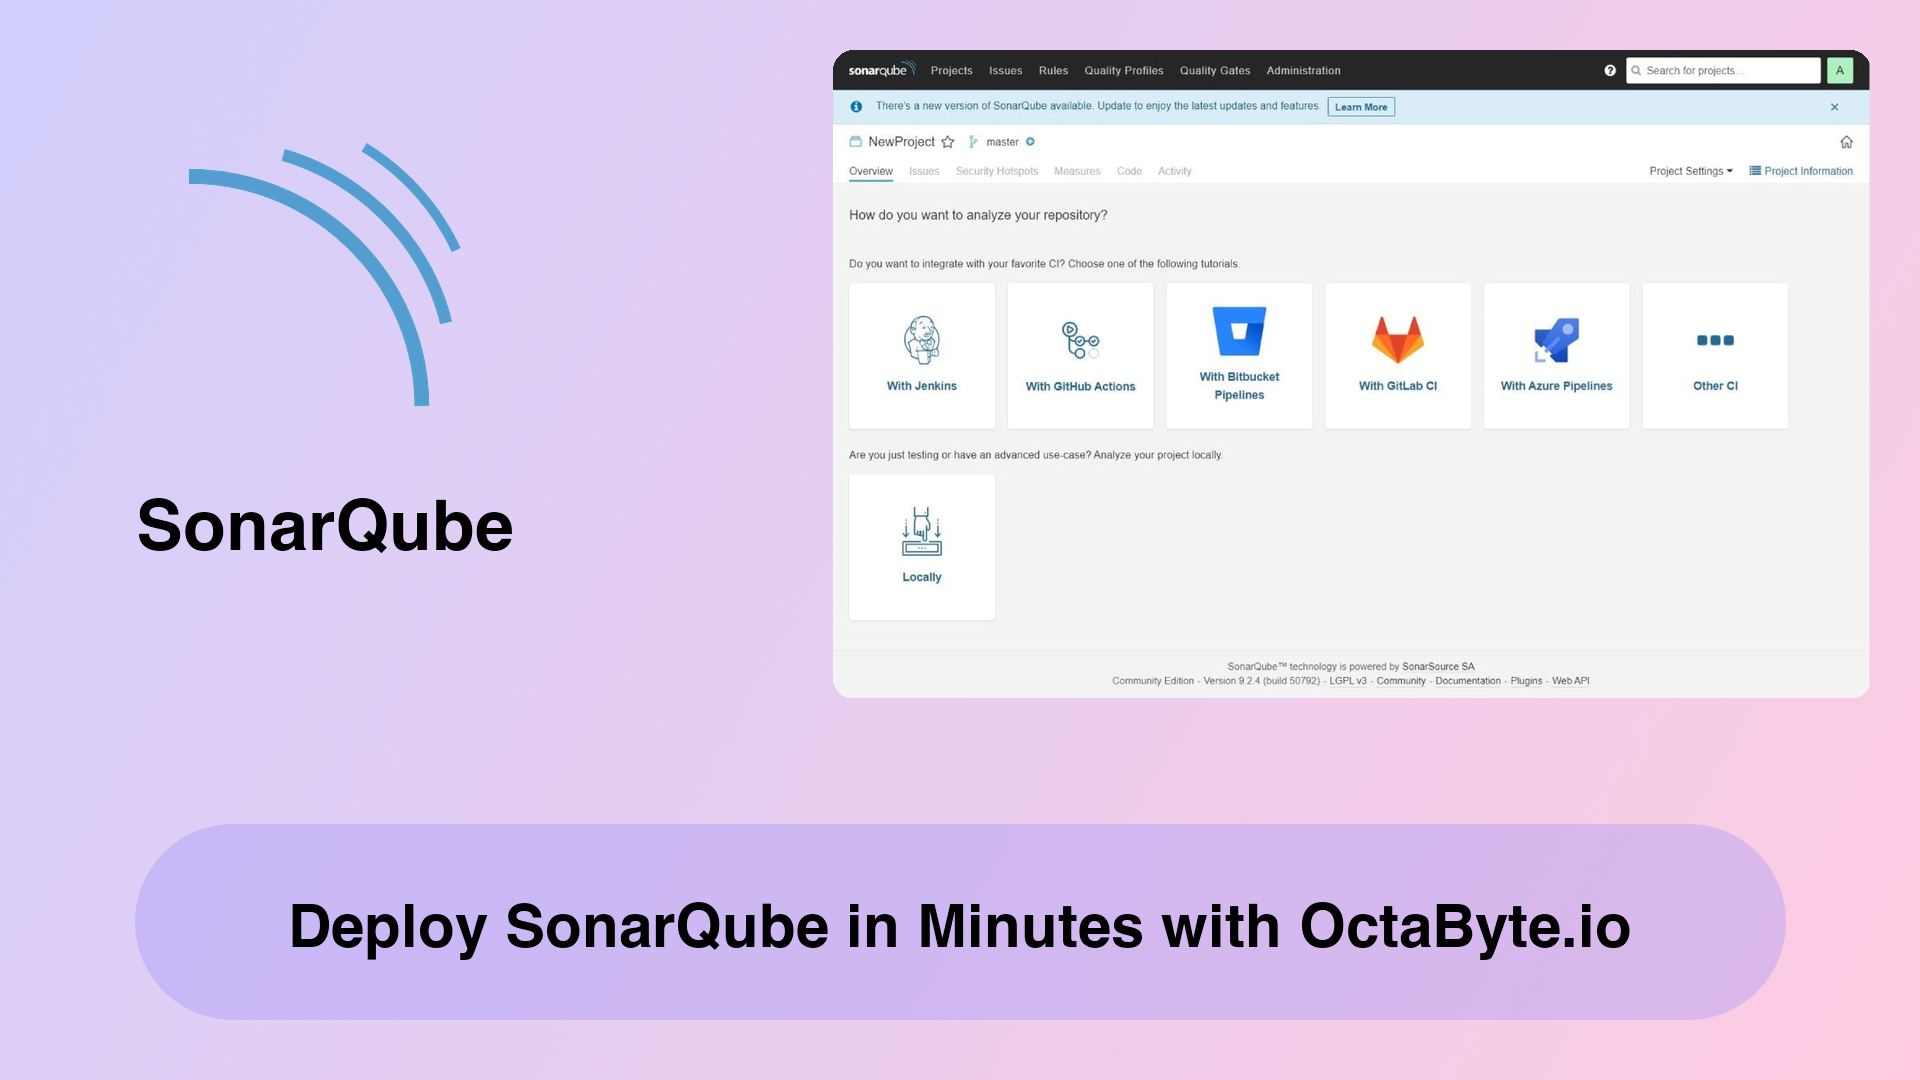 SonarQube
sonarqube Projects Issues Rules Quality Profiles Quality Gates Administration ? Search for projects... A
There's a new version of SonarQube available. Update to enjoy the latest updates and features. Learn More
NewProject master
Overview Issues Security Hotspots Measures Code Activity Project Settings Project Information
How do you want to analyze your repository?
Do you want to integrate with your favorite CI? Choose one of the following tutorials.
With Jenkins
With GitHub Actions
With Bitbucket
Pipelines
With GitLab CI
With Azure Pipelines
Other CI
Are you just testing or have an advanced use-case? Analyze your project locally.
Locally
SonarQube™ technology is powered by SonarSource SA
Community Edition - Version 9.2.4 (build 50792) - LGPL v3 - Community - Documentation - Plugins - Web API
Deploy SonarQube in Minutes with OctaByte.io